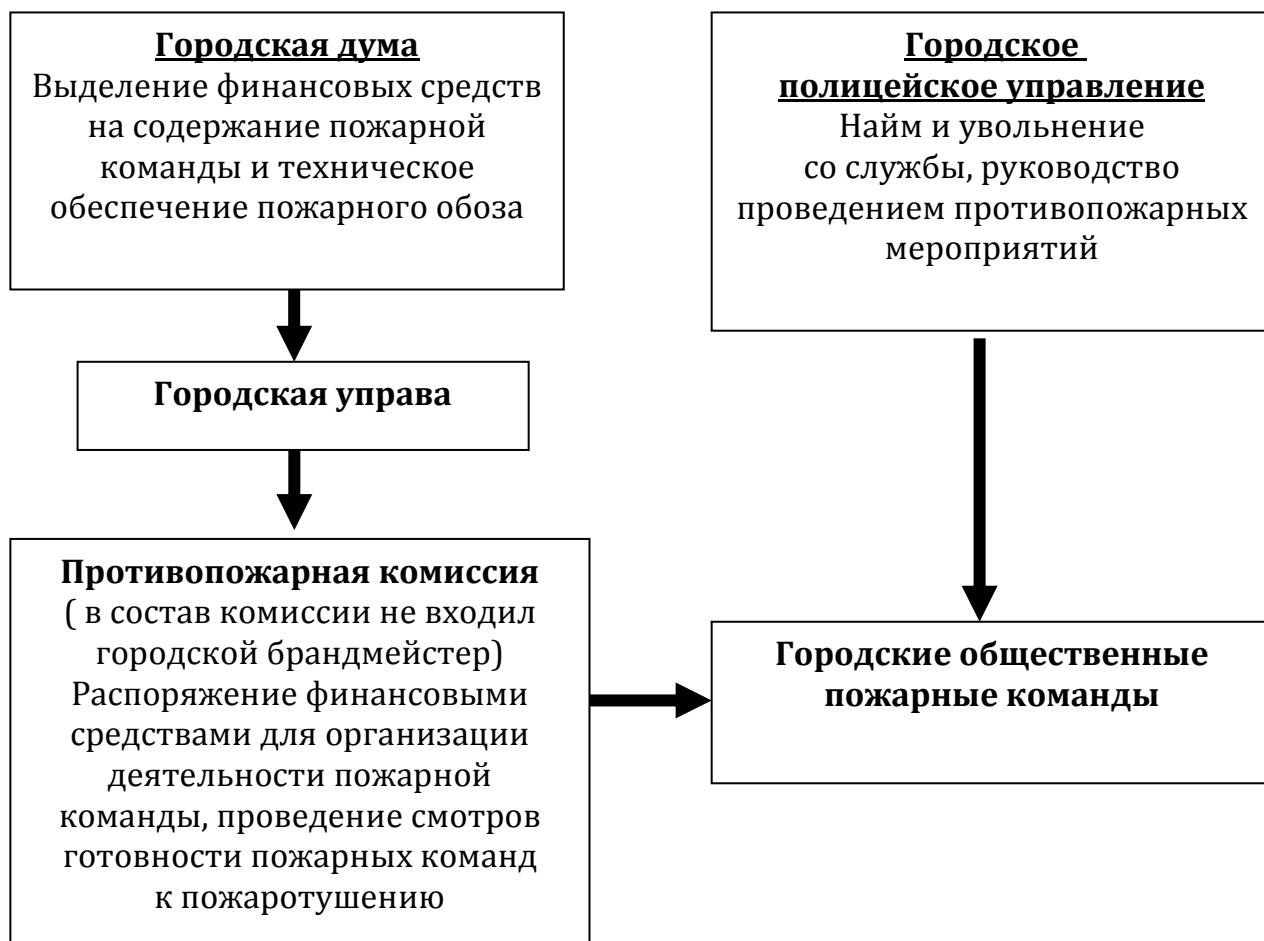 Городская дума
Выделение финансовых средств
на содержание пожарной
команды и техническое
обеспечение пожарного обоза
Городское
полицейское управление
Найм и увольнение
со службы, руководство
проведением противопожарных
мероприятий
Городская управа
Противопожарная комиссия
( в состав комиссии не входил
городской брандмейстер)
Распоряжение финансовыми
средствами для организации
деятельности пожарной
команды, проведение смотров
готовности пожарных команд
к пожаротушению
Городские общественные
пожарные команды